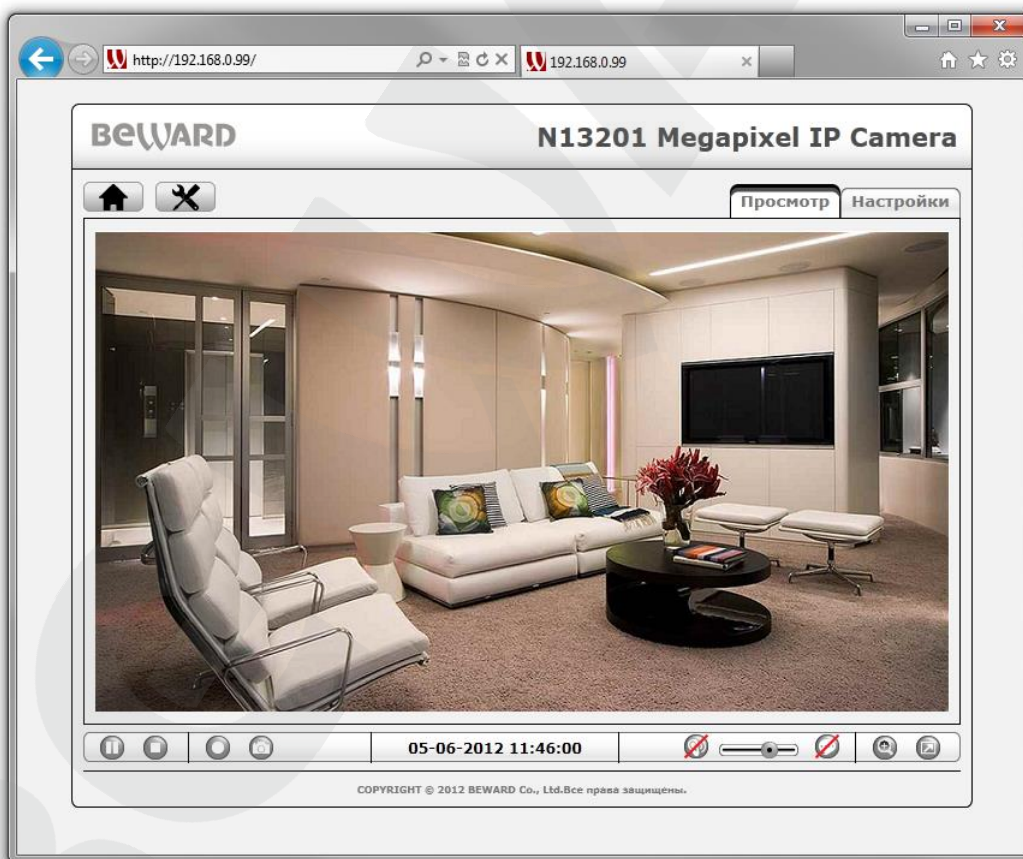 http://192.168.0.99/
192.168.0.99
BEWARD
N13201 Megapixel IP Camera
Просмотр
Настройки
05-06-2012 11:46:00
COPYRIGHT © 2012 BEWARD Co., Ltd.Все права защищены.